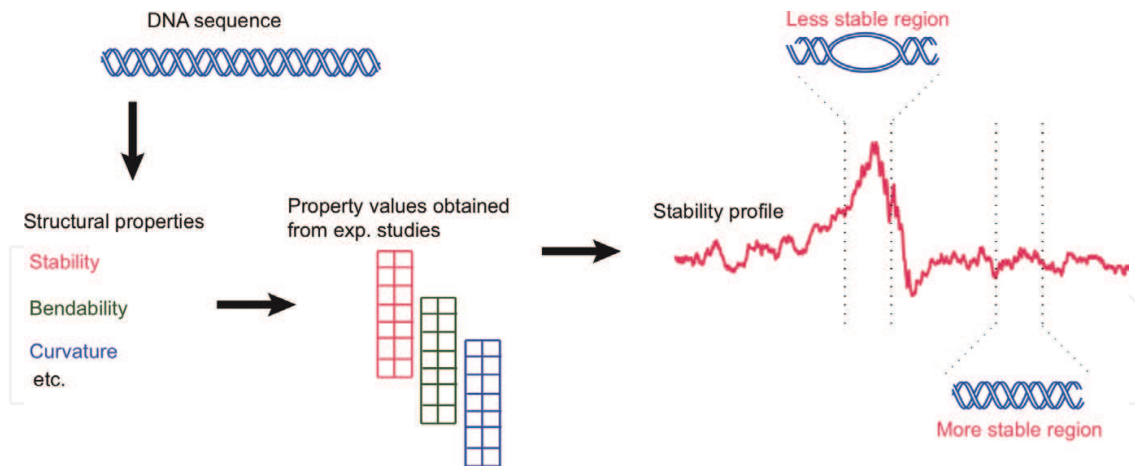 DNA sequence
Less stable region
Structural properties
Stability
Bendability
Curvature
etc.
Property values obtained
from exp. studies
Stability profile
More stable region